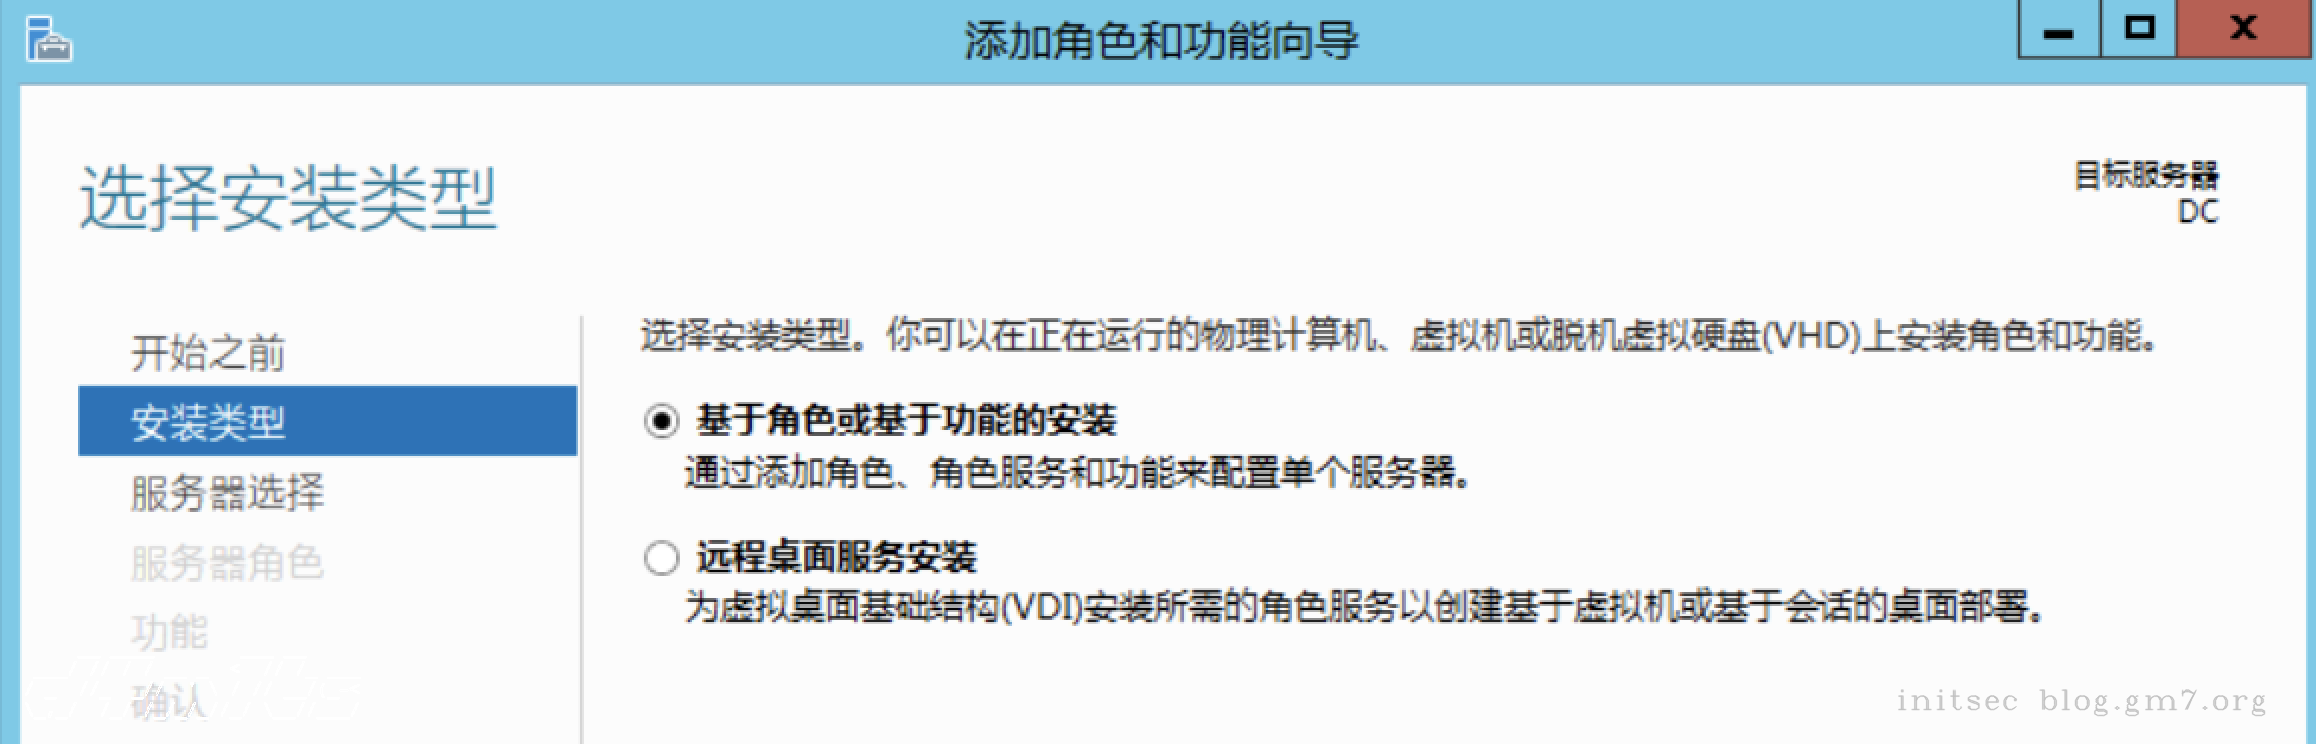 添加角色和功能向导
选择安装类型
目标服务器
DC
开始之前
安装类型
服务器选择
服务器角色
功能
确认
选择安装类型。你可以在正在运行的物理计算机、虚拟机或脱机虚拟硬盘(VHD)上安装角色和功能。
基于角色或基于功能的安装
通过添加角色、角色服务和功能来配置单个服务器。
远程桌面服务安装
为虚拟桌面基础结构(VDI)安装所需的角色服务以创建基于虚拟机或基于会话的桌面部署。
initsec blog.gm7.org